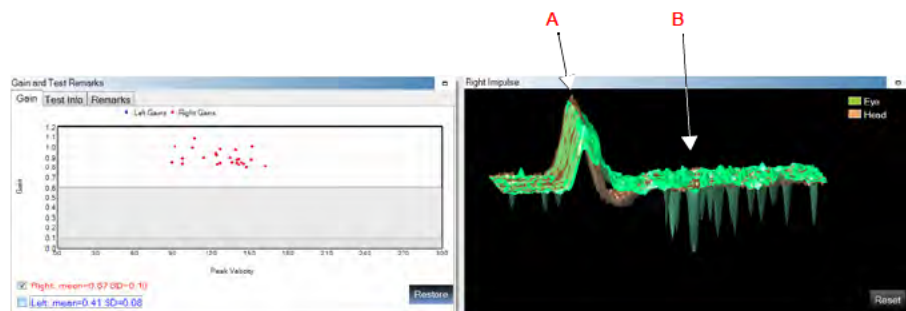 A
B
Gain and Test Remarks
Right Impulse
Gain
Test Info
Remarks
Left Gains
Right Gains
Eye
Head
1.2
1.1
1.0
0.9
0.8
0.7
0.6
0.5
0.4
0.3
0.2
0.1
0.0
Gain
Peak Velocity
Right: mean=0.87 SD=0.10
Left: mean=0.41 SD=0.08
Restore
Reset